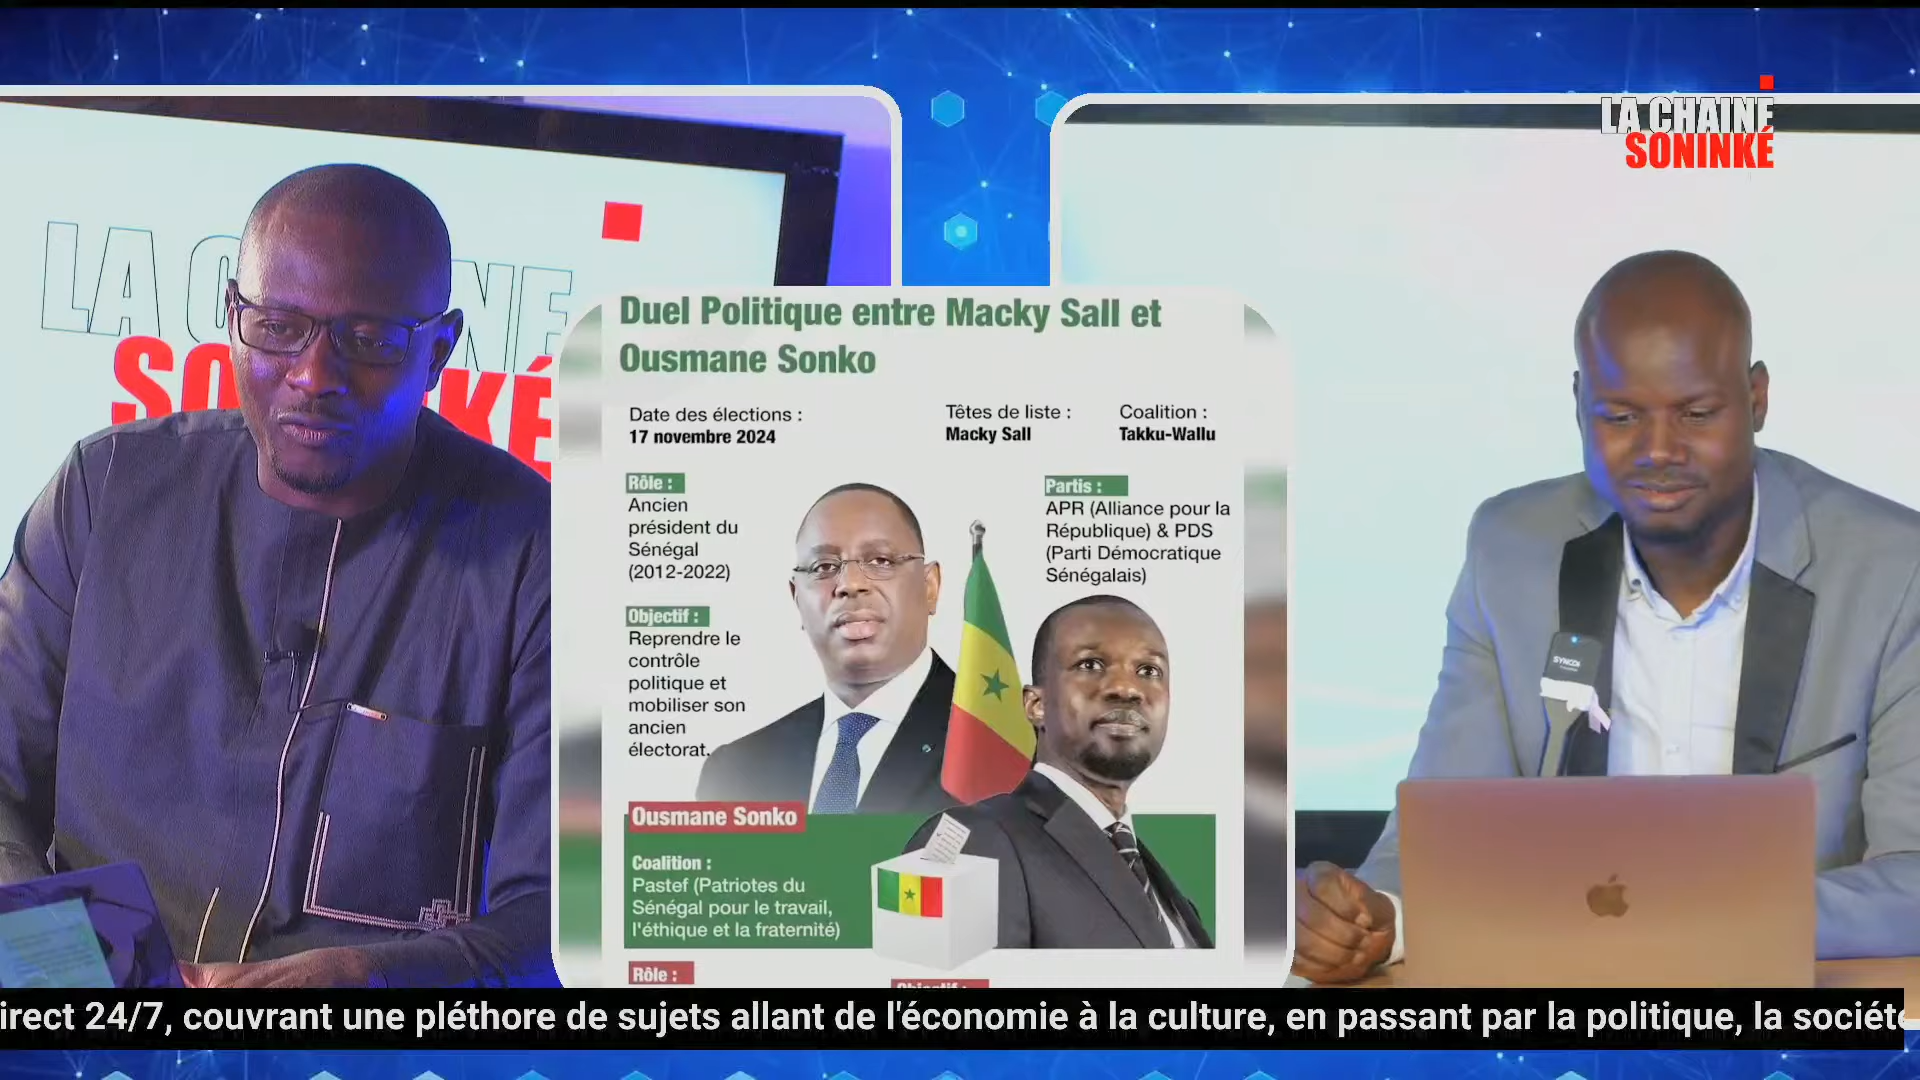 LA CHAINE
SONINKÉ
Duel Politique entre Macky Sall et
Ousmane Sonko
Date des élections :
17 novembre 2024
Têtes de liste :
Macky Sall
Coalition :
Takku-Wallu
Rôle :
Ancien
président du
Sénégal
(2012-2022)
Objectif :
Reprendre le
contrôle
politique et
mobiliser son
ancien
électorat.
Partis :
APR (Alliance pour la
République) & PDS
(Parti Démocratique
Sénégalais)
SYNCO
Ousmane Sonko
Coalition :
Pastef (Patriotes du
Sénégal pour le travail,
l'éthique et la fraternité)
Rôle :
Objectif :
irect 24/7, couvrant une pléthore de sujets allant de l'économie à la culture, en passant par la politique, la société